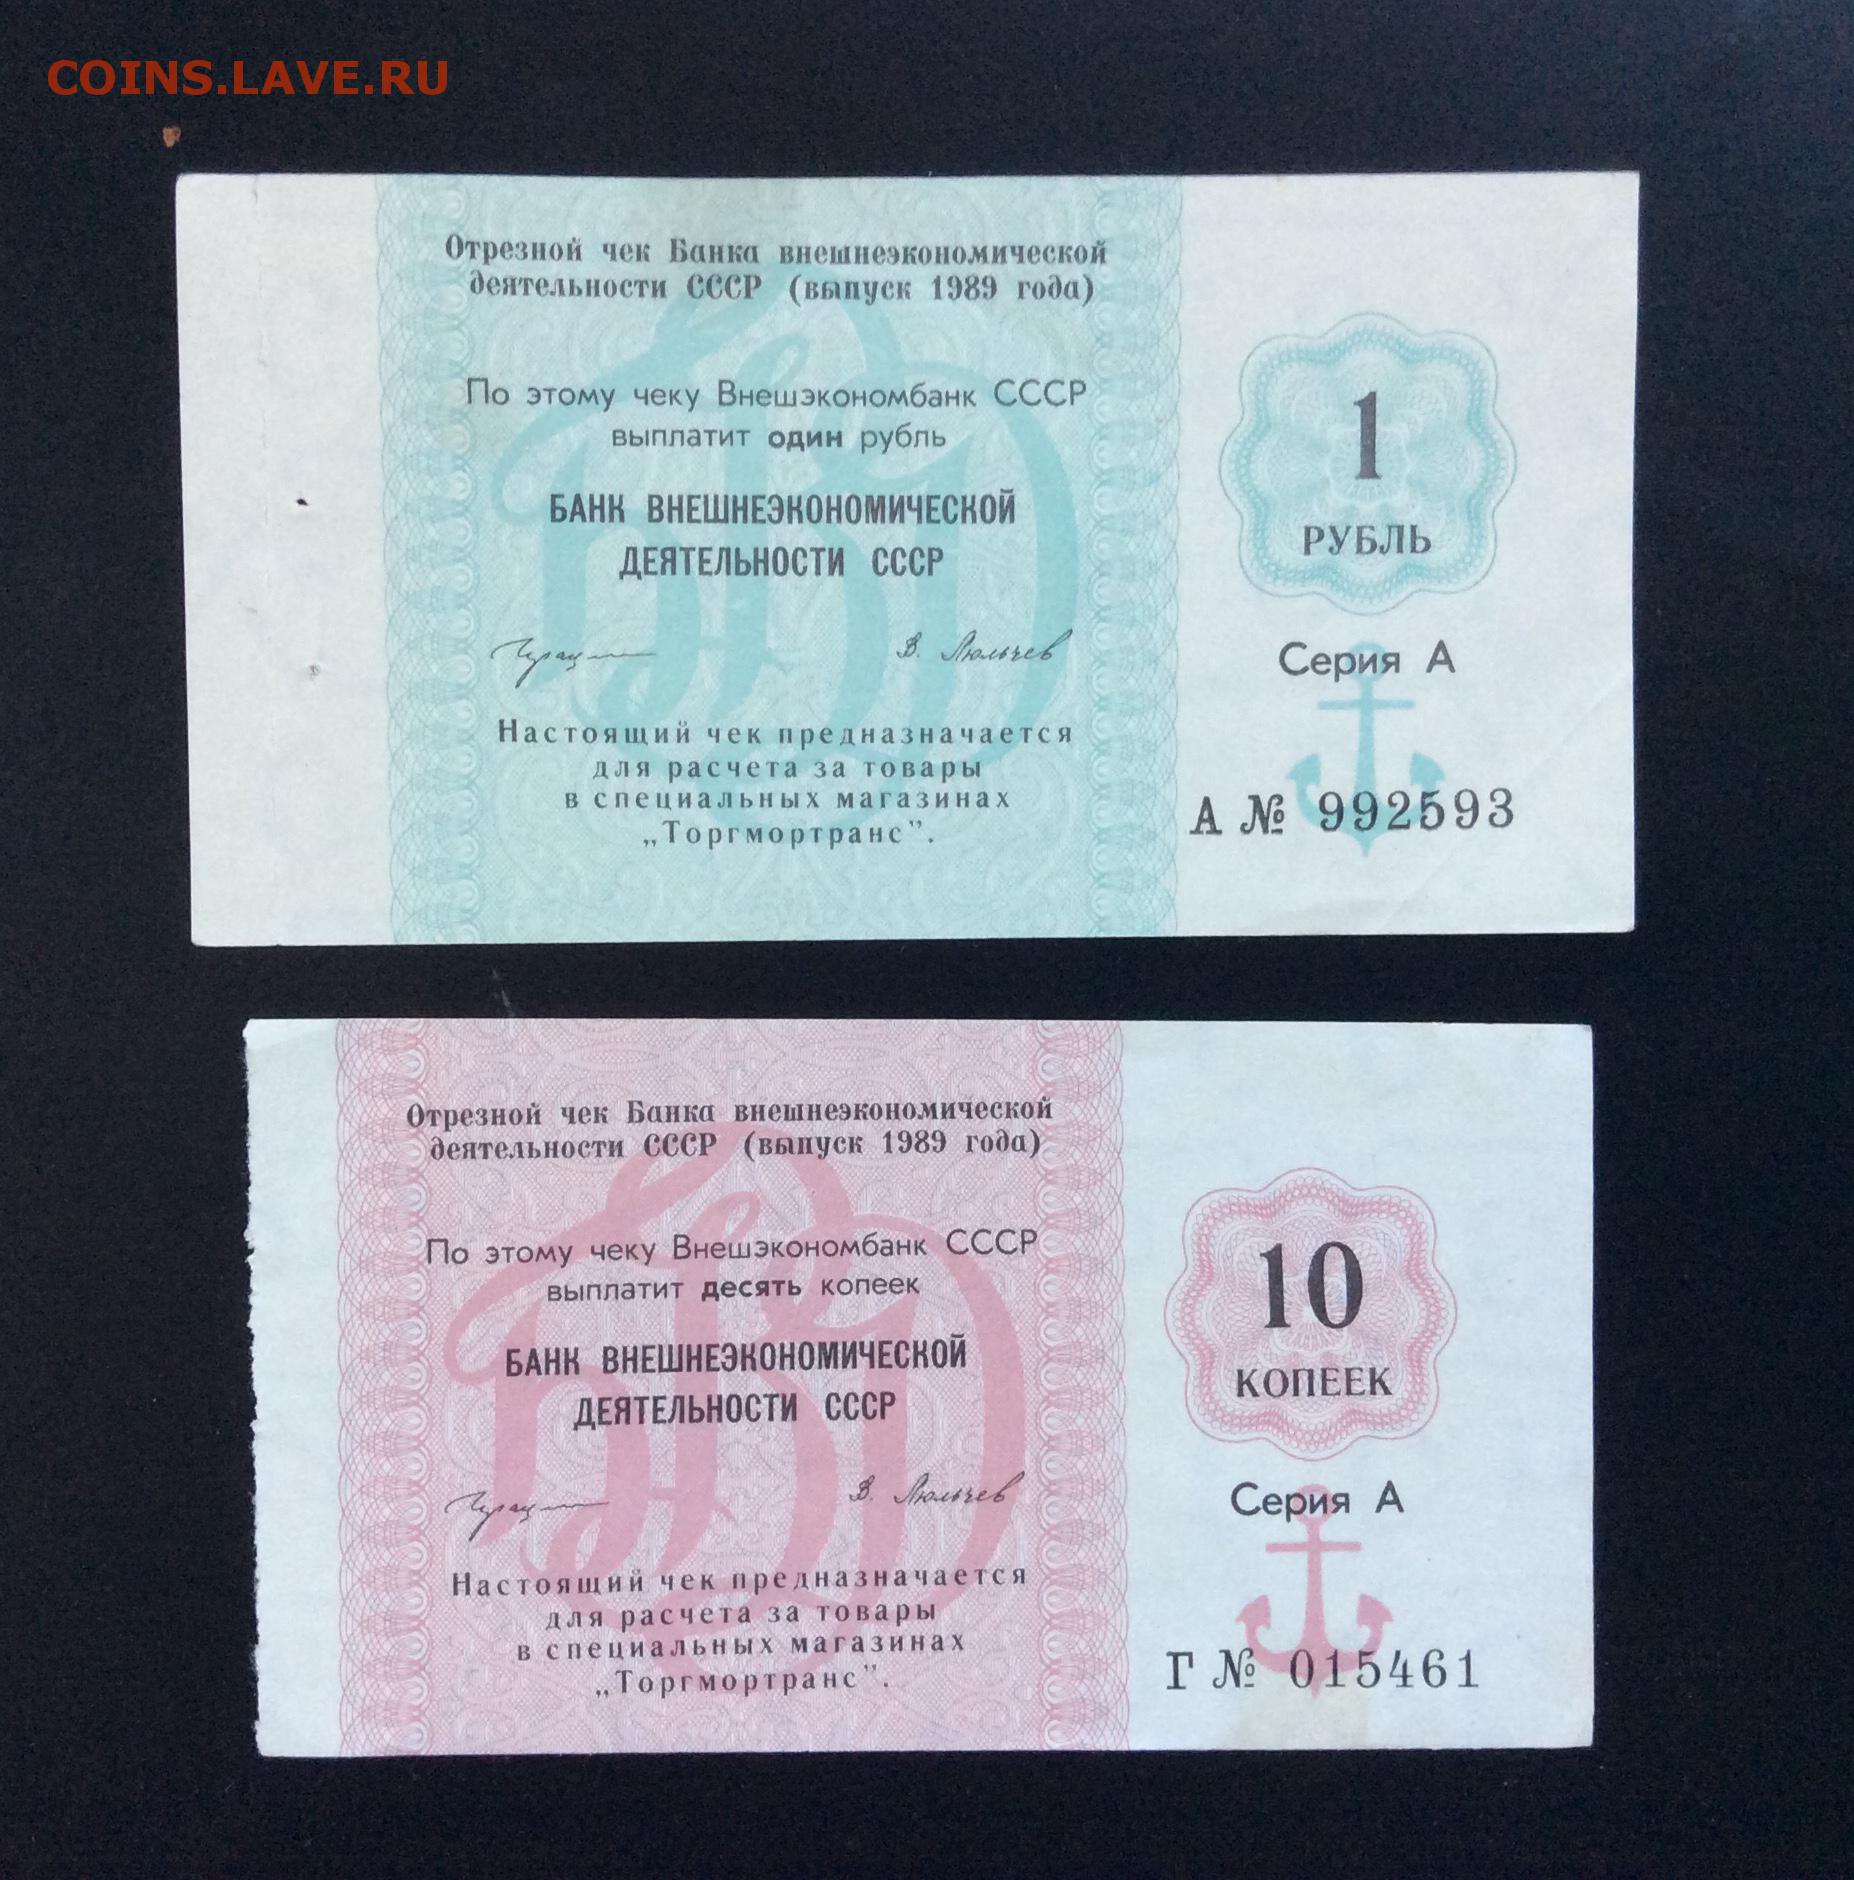 COINS.LAVE.RU
Отрезной чек Банка внешнеэкономической
деятельности СССР (выпуск 1989 года)
По этому чеку Внешэкономбанк СССР
выплатит один рубль
БАНК ВНЕШНЕЭКОНОМИЧЕСКОЙ
ДЕЯТЕЛЬНОСТИ СССР
В. Люльчев
Настоящий чек предназначается
для расчета за товары
в специальных магазинах
„Торгмортранс”.
1
РУБЛЬ
Серия А
А № 992593
Отрезной чек Банка внешнеэкономической
деятельности СССР (выпуск 1989 года)
По этому чеку Внешэкономбанк СССР
выплатит десять копеек
БАНК ВНЕШНЕЭКОНОМИЧЕСКОЙ
ДЕЯТЕЛЬНОСТИ СССР
В. Люльчев
Настоящий чек предназначается
для расчета за товары
в специальных магазинах
„Торгмортранс”.
10
КОПЕЕК
Серия А
Г № 015461